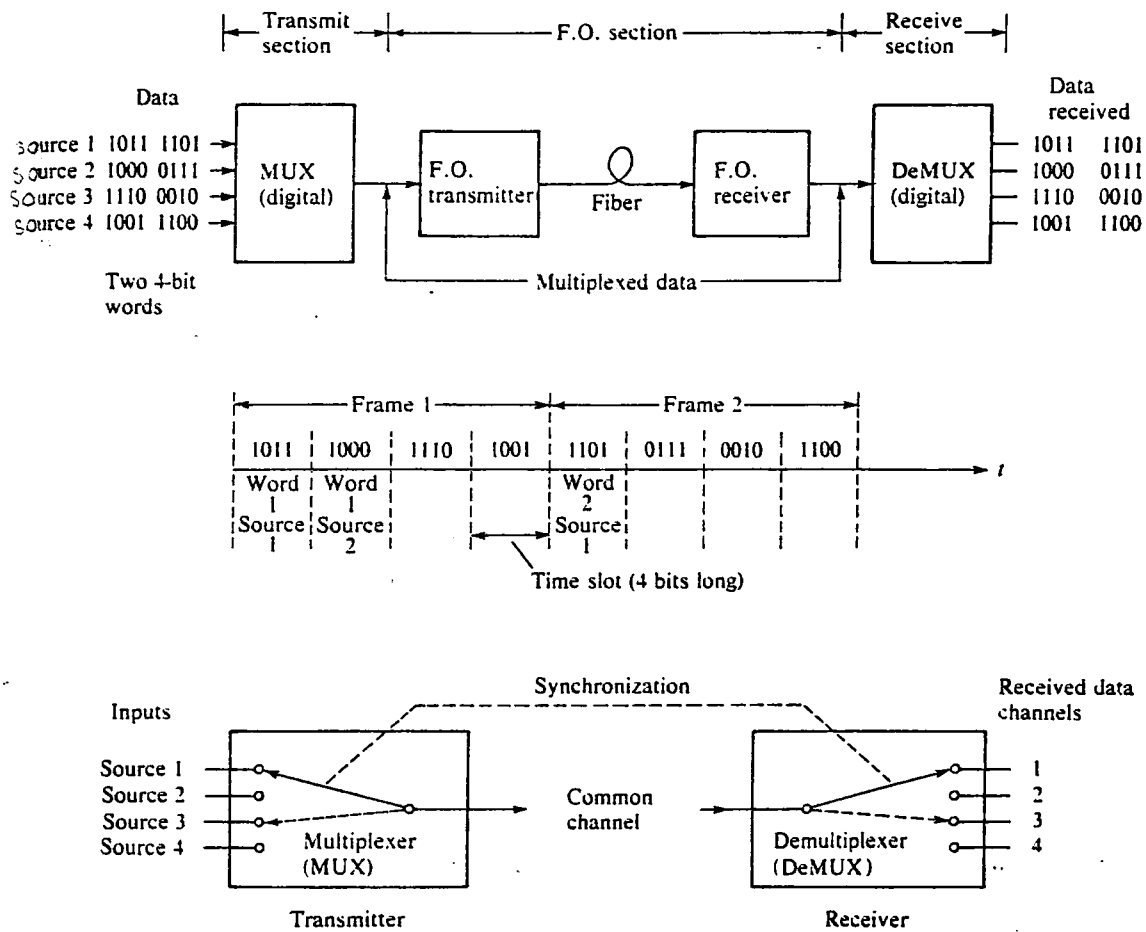 Transmit section
F.O. section
Receive section
Data
Data received
source 1 1011 1101
source 2 1000 0111
source 3 1110 0010
source 4 1001 1100
MUX (digital)
F.O. transmitter
Fiber
F.O. receiver
DeMUX (digital)
1011 1101
1000 0111
1110 0010
1001 1100
Two 4-bit words
Multiplexed data
Frame 1
Frame 2
1011 1000 1110 1001 1101 0111 0010 1100
t
Word 1 Source 1
Word 1 Source 2
Word 2 Source 1
Time slot (4 bits long)
Synchronization
Inputs
Received data channels
Source 1
Source 2
Source 3
Source 4
Multiplexer (MUX)
Common channel
Demultiplexer (DeMUX)
1
2
3
4
Transmitter
Receiver